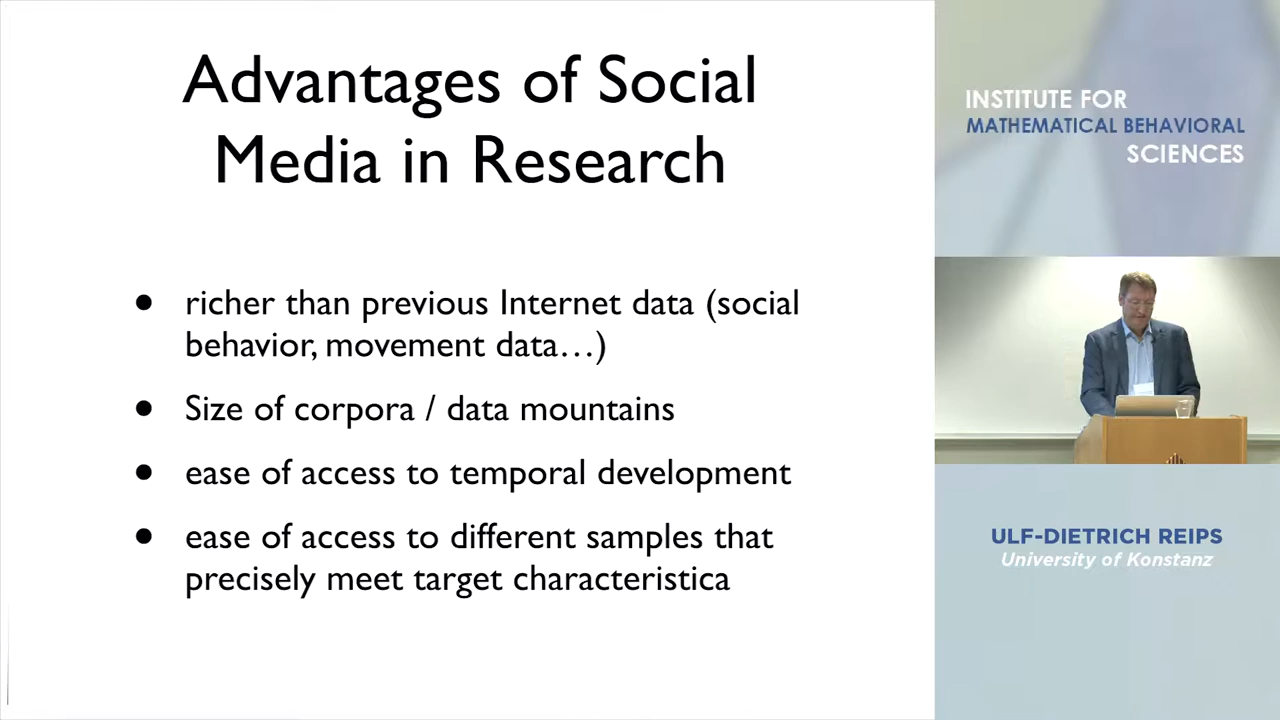 Advantages of Social
Media in Research
• richer than previous Internet data (social
behavior, movement data…)
• Size of corpora / data mountains
• ease of access to temporal development
• ease of access to different samples that
precisely meet target characteristica
INSTITUTE FOR
MATHEMATICAL BEHAVIORAL
SCIENCES
ULF-DIETRICH REIPS
University of Konstanz